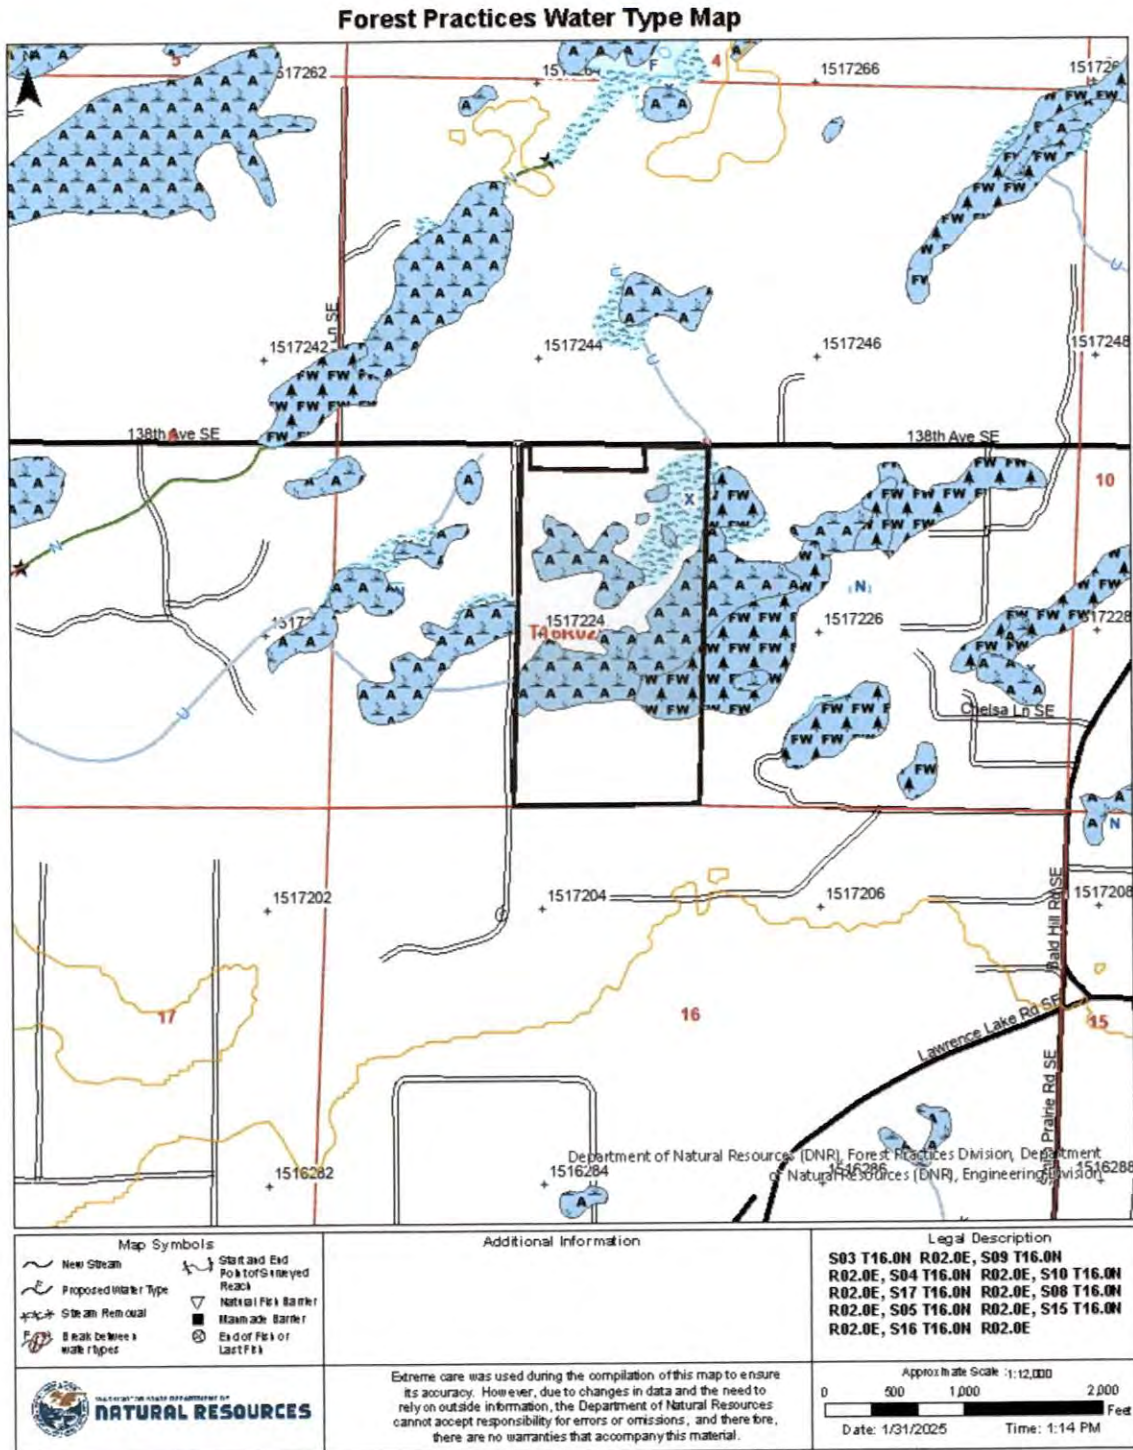 Forest Practices Water Type Map
N
5
1517262
4
F
1517266
N
1517242
1517244
1517246
1517248
U
U
Ln SE
138th Ave SE
138th Ave SE
10
X
N
N
N
1517224
1517226
U
Chelsa Ln SE
N
1517202
1517204
1517206
1517208
Bald Hill Rd SE
17
16
15
Lawrence Lake Rd SE
Prairie Rd SE
1516282
1516284
1516286
1516288
Department of Natural Resources (DNR), Forest Practices Division, Department
of Natural Resources (DNR), Engineering Division
Map Symbols
New Stream
Proposed Water Type
Stream Removal
Break between
water types
Start and End
Point of Surveyed
Reach
Natural Fish Barrier
Manmade Barrier
End of Fish or
Last Fish
Additional Information
Legal Description
S03 T16.0N R02.0E, S09 T16.0N
R02.0E, S04 T16.0N R02.0E, S10 T16.0N
R02.0E, S17 T16.0N R02.0E, S08 T16.0N
R02.0E, S05 T16.0N R02.0E, S15 T16.0N
R02.0E, S16 T16.0N R02.0E
WASHINGTON STATE DEPARTMENT OF
NATURAL RESOURCES
Extreme care was used during the compilation of this map to ensure
its accuracy. However, due to changes in data and the need to
rely on outside information, the Department of Natural Resources
cannot accept responsibility for errors or omissions, and therefore,
there are no warranties that accompany this material.
Approximate Scale :1:12,000
0 500 1,000 2,000
Feet
Date: 1/31/2025 Time: 1:14 PM